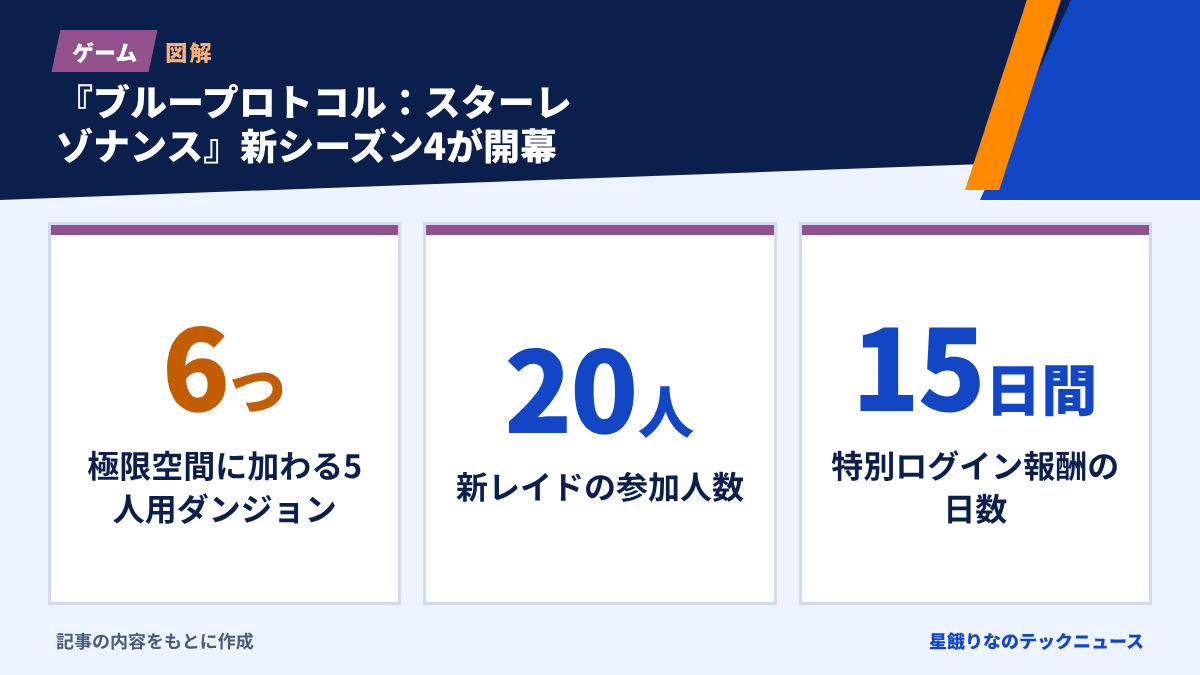 ゲーム 図解
『ブループロトコル：スターレ
ゾナンス』新シーズン4が開幕
6つ
極限空間に加わる5
人用ダンジョン
20人
新レイドの参加人数
15日間
特別ログイン報酬の
日数
記事の内容をもとに作成
星餓りなのテックニュース